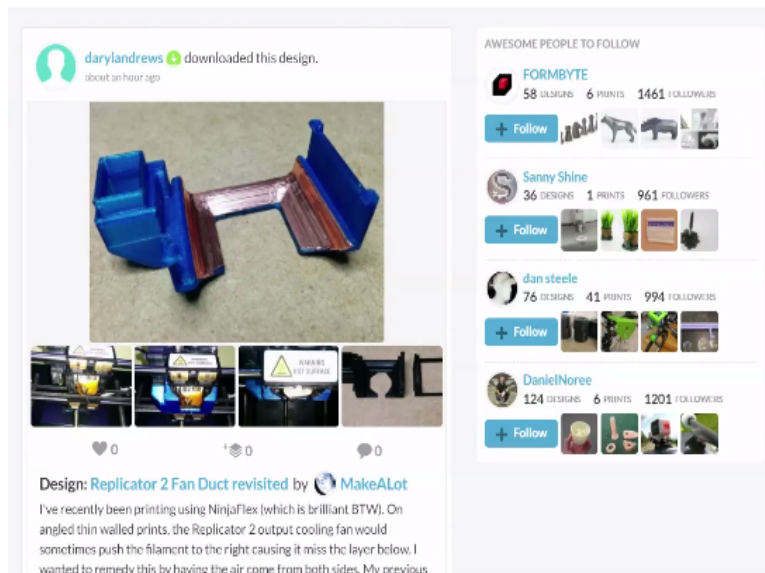 darylandrews downloaded this design.
about an hour ago
WARNING
HOT SURFACE
0
+ 0
0
Design: Replicator 2 Fan Duct revisited by MakeALot
I've recently been printing using NinjaFlex (which is brilliant BTW). On
angled thin walled prints, the Replicator 2 output cooling fan would
sometimes push the filament to the right causing it miss the layer below. I
wanted to remedy this by having the air come from both sides. My previous
AWESOME PEOPLE TO FOLLOW
FORMBYTE
58 DESIGNS 6 PRINTS 1461 FOLLOWERS
+ Follow
Sanny Shine
36 DESIGNS 1 PRINTS 961 FOLLOWERS
+ Follow
dan steele
76 DESIGNS 41 PRINTS 994 FOLLOWERS
+ Follow
DanielNoree
124 DESIGNS 6 PRINTS 1201 FOLLOWERS
+ Follow